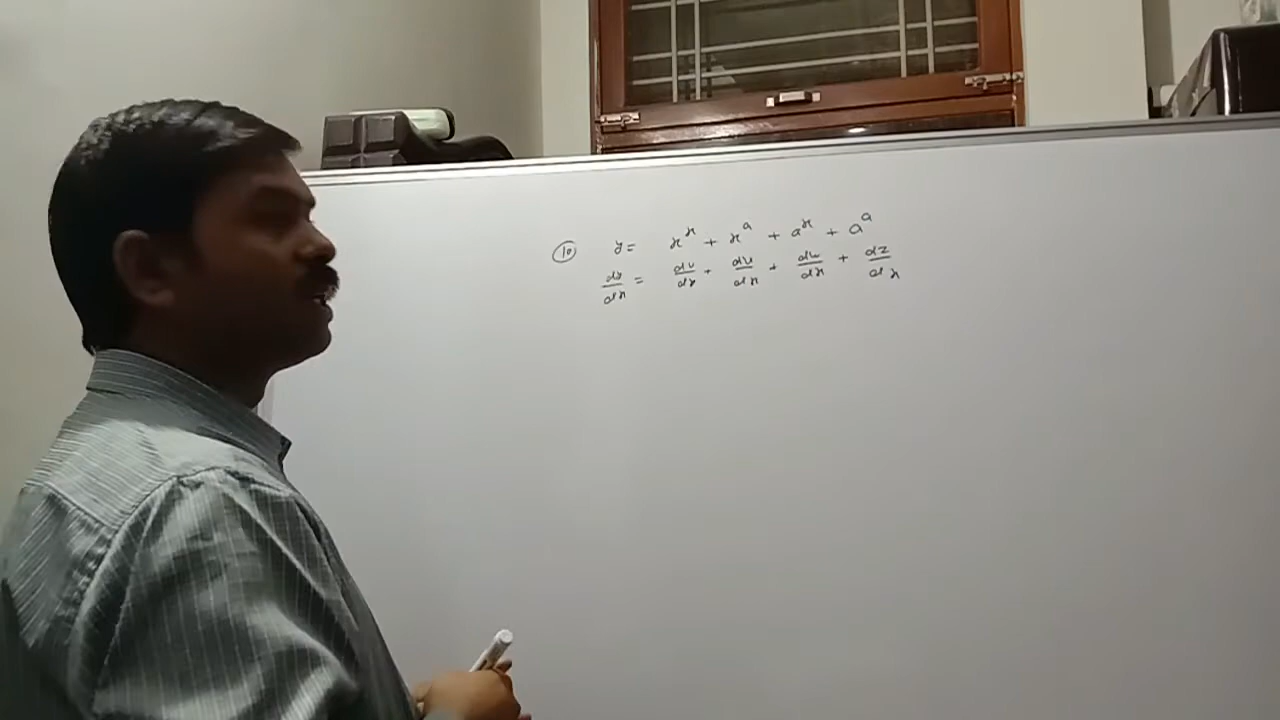 ⑩ y = x^x + x^a + a^x + a^a
dy/dx = du/dx + dv/dx + dw/dx + dz/dx